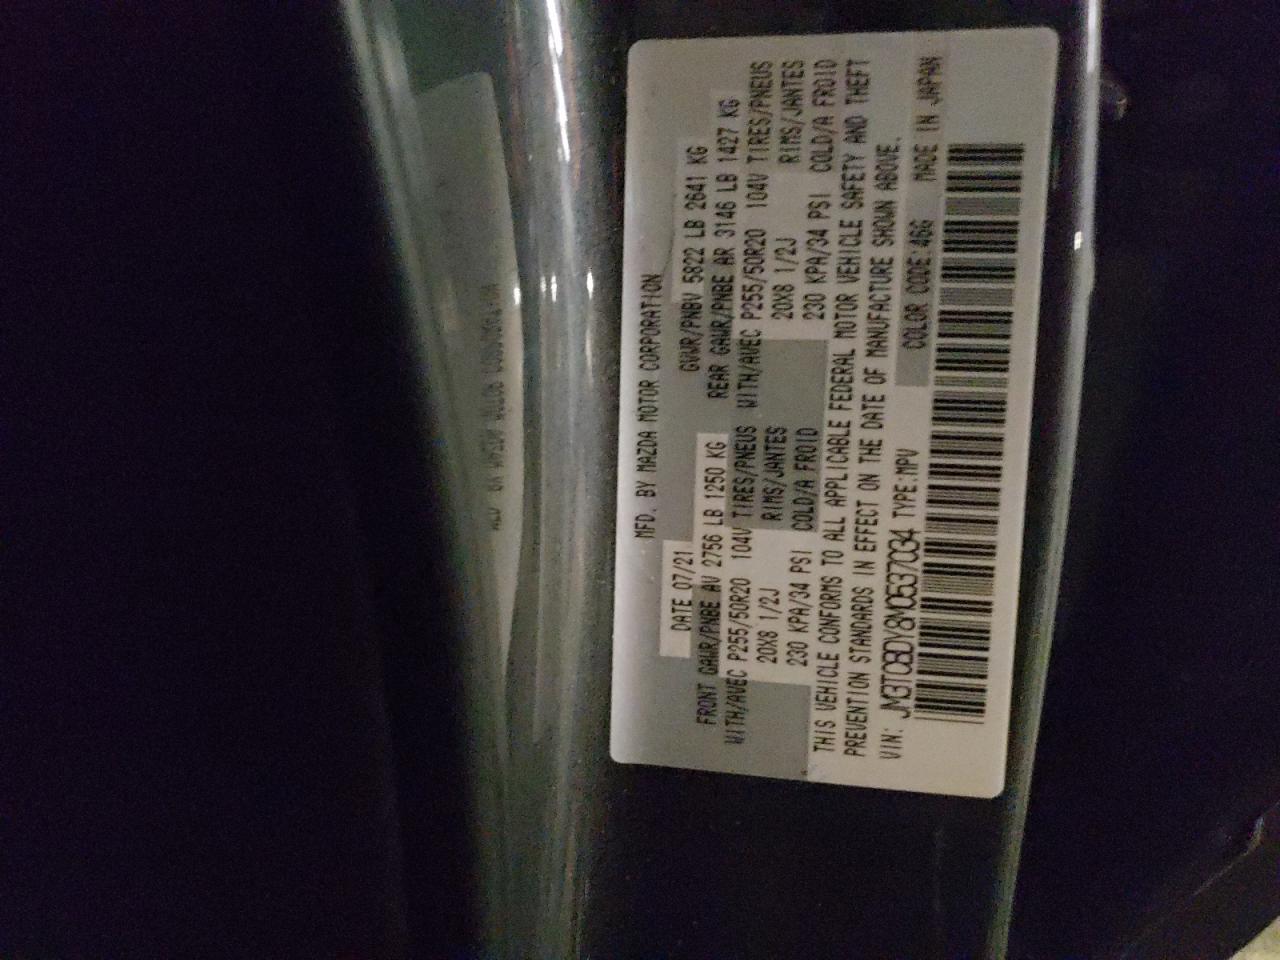 MFD. BY MAZDA MOTOR CORPORATION
DATE 07/21 GVWR/PNBV 5822 LB 2641 KG
FRONT GAWR/PNBE AV 2756 LB 1250 KG REAR GAWR/PNBE AR 3146 LB 1427 KG
WITH/AVEC P255/50R20 104V TIRES/PNEUS WITH/AVEC P255/50R20 104V TIRES/PNEUS
20X8 1/2J RIMS/JANTES 20X8 1/2J RIMS/JANTES
230 KPA/34 PSI COLD/A FROID 230 KPA/34 PSI COLD/A FROID
THIS VEHICLE CONFORMS TO ALL APPLICABLE FEDERAL MOTOR VEHICLE SAFETY AND THEFT
PREVENTION STANDARDS IN EFFECT ON THE DATE OF MANUFACTURE SHOWN ABOVE.
VIN: JM3TCBDY8M0537034 TYPE:MPV COLOR CODE:46G MADE IN JAPAN